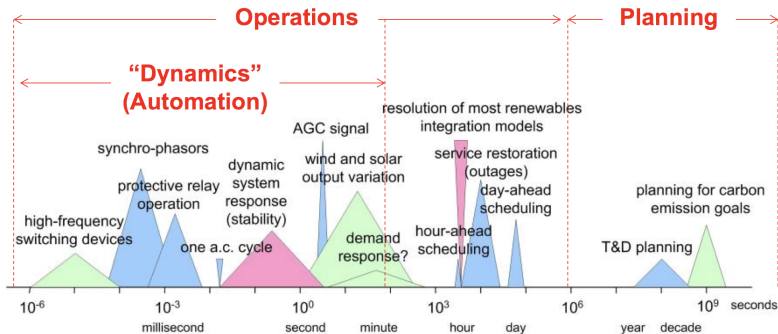 Operations
Planning
“Dynamics”
(Automation)
resolution of most renewables
integration models
AGC signal
synchro-phasors
wind and solar
output variation
service restoration
(outages)
dynamic
system
response
(stability)
protective relay
operation
day-ahead
scheduling
planning for carbon
emission goals
high-frequency
switching devices
one a.c. cycle
demand
response?
hour-ahead
scheduling
T&D planning
10-6
10-3
100
103
106
109
seconds
millisecond
second
minute
hour
day
year
decade